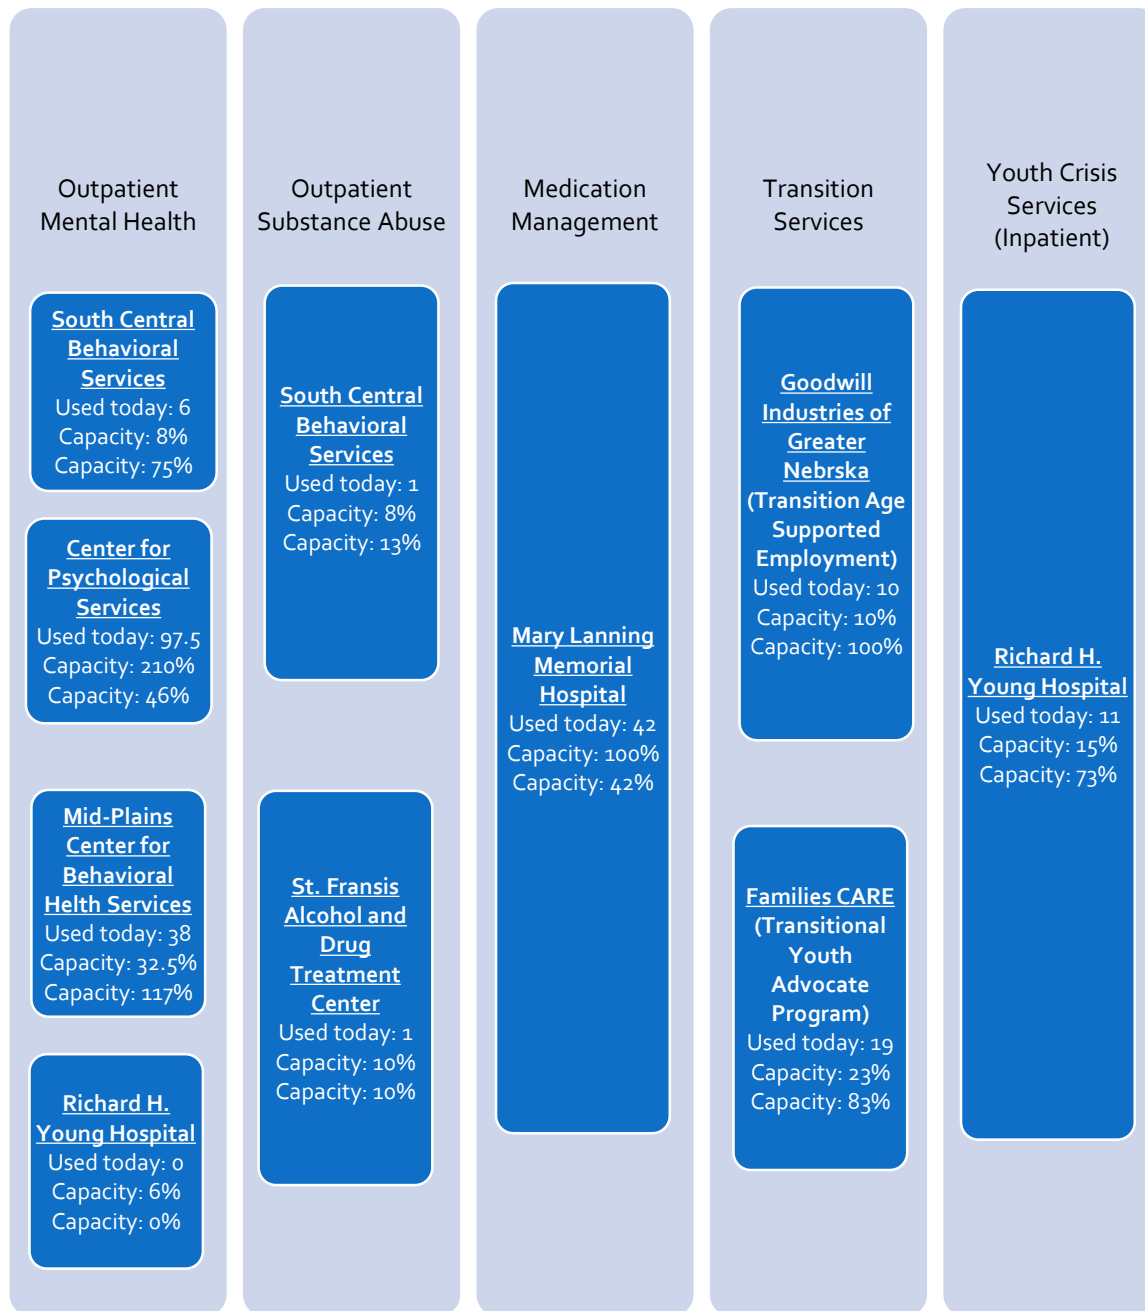 Outpatient
Mental Health
South Central
Behavioral
Services
Used today: 6
Capacity: 8%
Capacity: 75%
Center for
Psychological
Services
Used today: 97.5
Capacity: 210%
Capacity: 46%
Mid-Plains
Center for
Behavioral
Helth Services
Used today: 38
Capacity: 32.5%
Capacity: 117%
Richard H.
Young Hospital
Used today: 0
Capacity: 6%
Capacity: 0%
Outpatient
Substance Abuse
South Central
Behavioral
Services
Used today: 1
Capacity: 8%
Capacity: 13%
St. Fransis
Alcohol and
Drug
Treatment
Center
Used today: 1
Capacity: 10%
Capacity: 10%
Medication
Management
Mary Lanning
Memorial
Hospital
Used today: 42
Capacity: 100%
Capacity: 42%
Transition
Services
Goodwill
Industries of
Greater
Nebrska
(Transition Age
Supported
Employment)
Used today: 10
Capacity: 10%
Capacity: 100%
Families CARE
(Transitional
Youth
Advocate
Program)
Used today: 19
Capacity: 23%
Capacity: 83%
Youth Crisis
Services
(Inpatient)
Richard H.
Young Hospital
Used today: 11
Capacity: 15%
Capacity: 73%